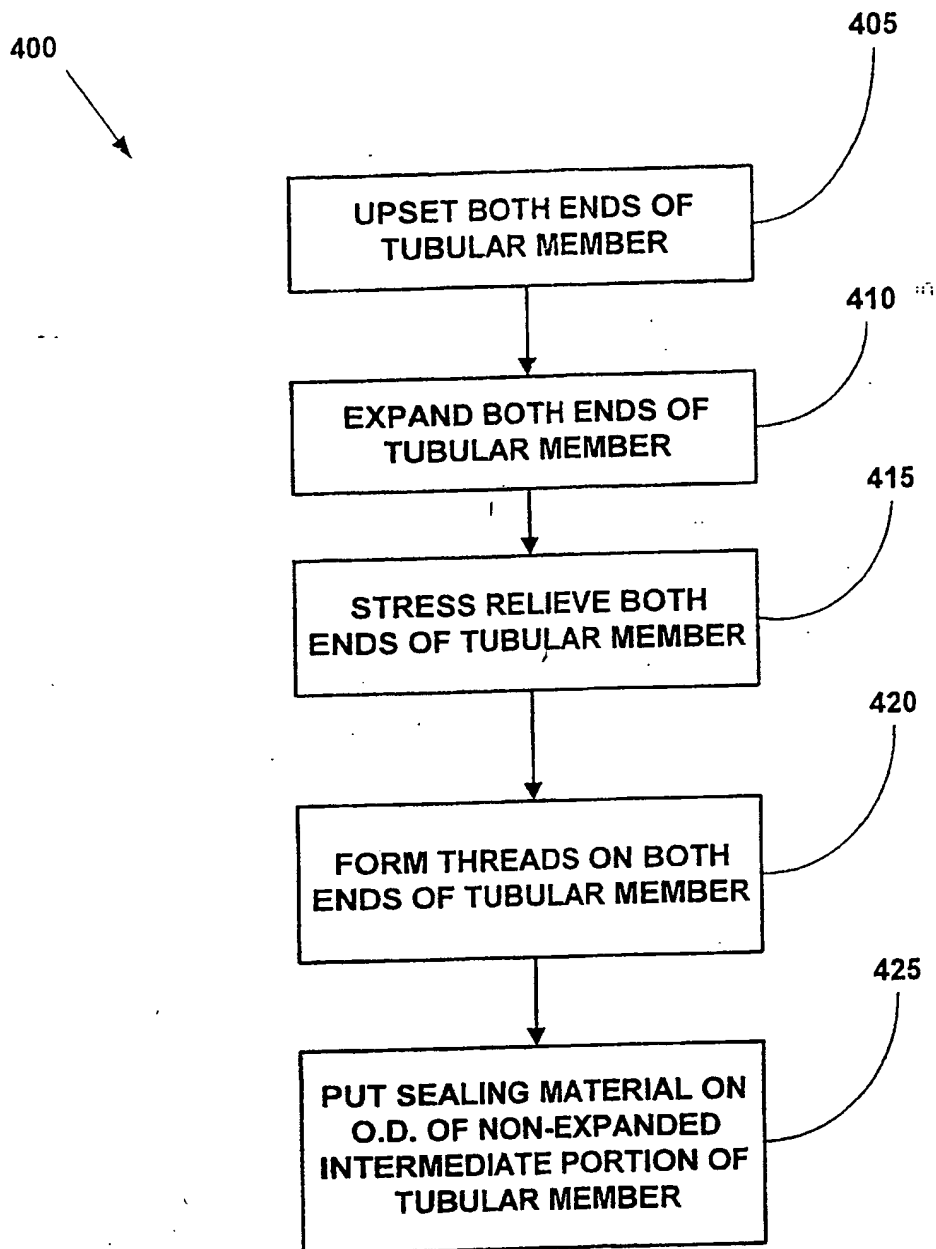 400
405
UPSET BOTH ENDS OF
TUBULAR MEMBER
410
EXPAND BOTH ENDS OF
TUBULAR MEMBER
415
STRESS RELIEVE BOTH
ENDS OF TUBULAR MEMBER
420
FORM THREADS ON BOTH
ENDS OF TUBULAR MEMBER
425
PUT SEALING MATERIAL ON
O.D. OF NON-EXPANDED
INTERMEDIATE PORTION OF
TUBULAR MEMBER